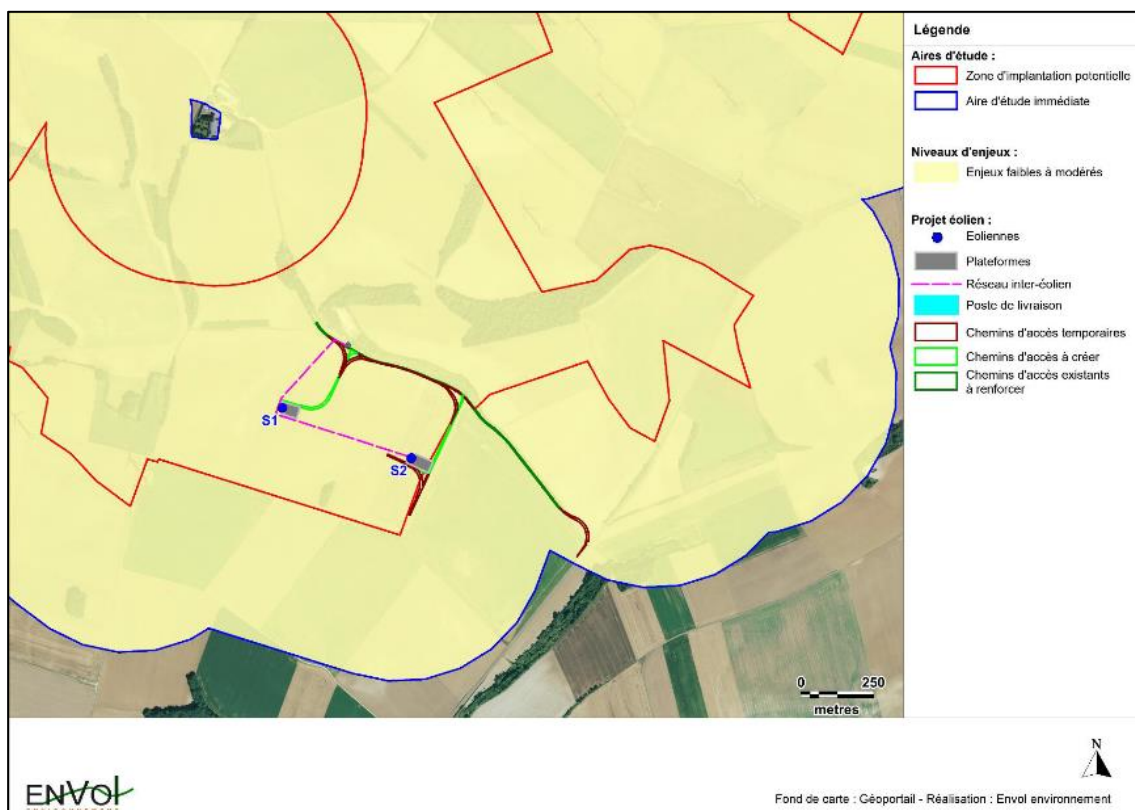 Légende
Aires d'étude :
Zone d'implantation potentielle
Aire d'étude immédiate
Niveaux d'enjeux :
Enjeux faibles à modérés
Projet éolien :
Eoliennes
Plateformes
Réseau inter-éolien
Poste de livraison
Chemins d'accès temporaires
Chemins d'accès à créer
Chemins d'accès existants
à renforcer
S1
S2
0 250
metres
N
ENVOl
ENVIRONNEMENT
Fond de carte : Géoportail - Réalisation : Envol environnement